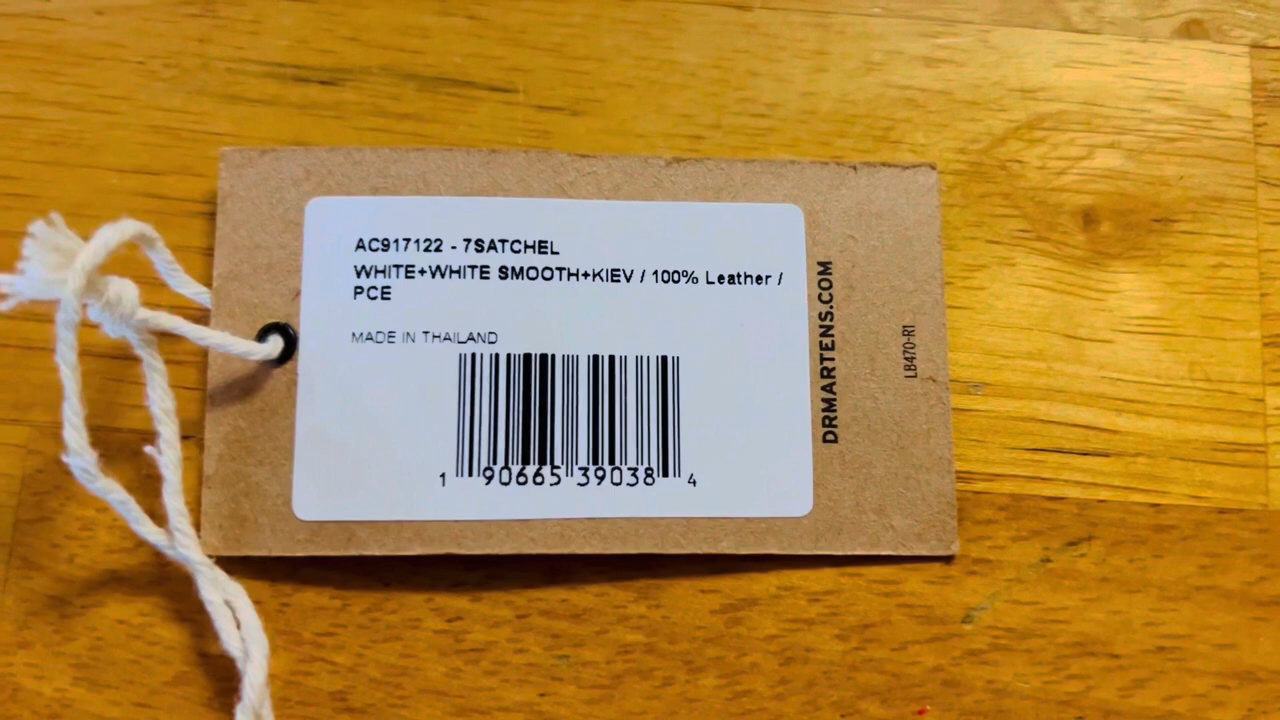 AC917122 - 7SATCHEL
WHITE+WHITE SMOOTH+KIEV / 100% Leather /
PCE
MADE IN THAILAND
1 90665 39038 4
DRMARTENS.COM
LB470-R1